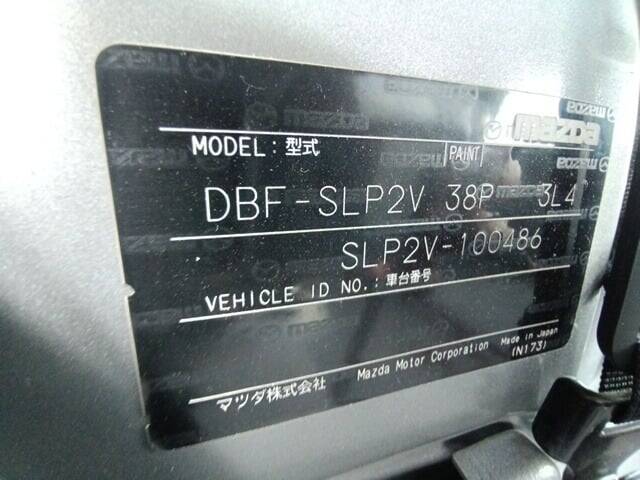 mazda
MODEL：型式 PAINT
DBF-SLP2V 38P 3L4
SLP2V-100486
VEHICLE ID NO.：車台番号
マツダ株式会社 Mazda Motor Corporation Made in Japan
(N173)